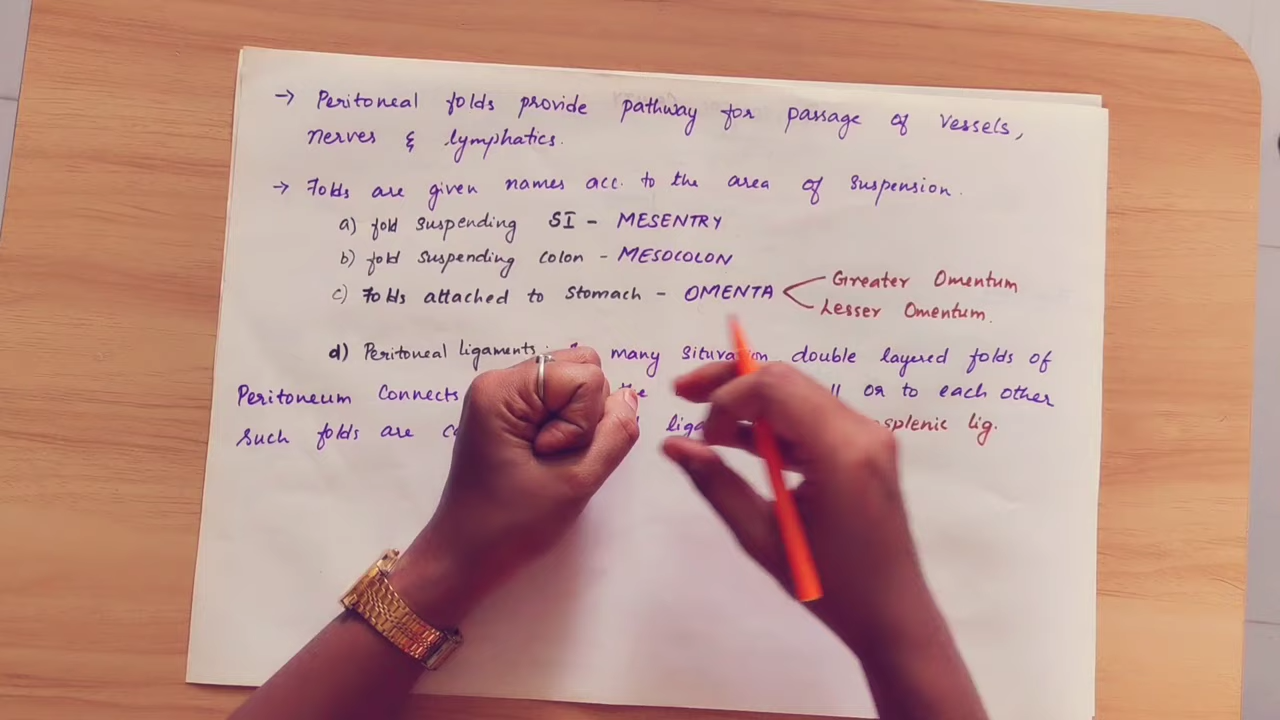 → Peritoneal folds provide pathway for passage of vessels,
nerves & lymphatics.
→ Folds are given names acc. to the area of suspension.
a) fold suspending SI - MESENTRY
b) fold suspending colon - MESOCOLON
c) Folds attached to Stomach - OMENTA
Greater Omentum
Lesser Omentum.
d) Peritoneal ligaments: many double layered folds of
Peritoneum Connects or to each other
such folds are lig.